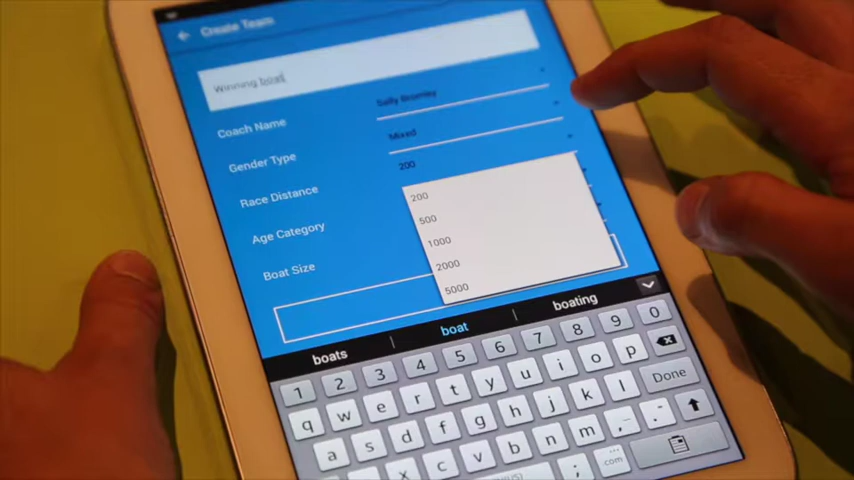 Create Team
Winning boat
Coach Name Sally Bromley
Gender Type Mixed
Race Distance 200
200
500
1000
2000
5000
Age Category
Boat Size
boats boat boating
1 2 3 4 5 6 7 8 9 0
q w e r t y u i o p
a s d f g h j k l Done
x c v b n m , -
; .com